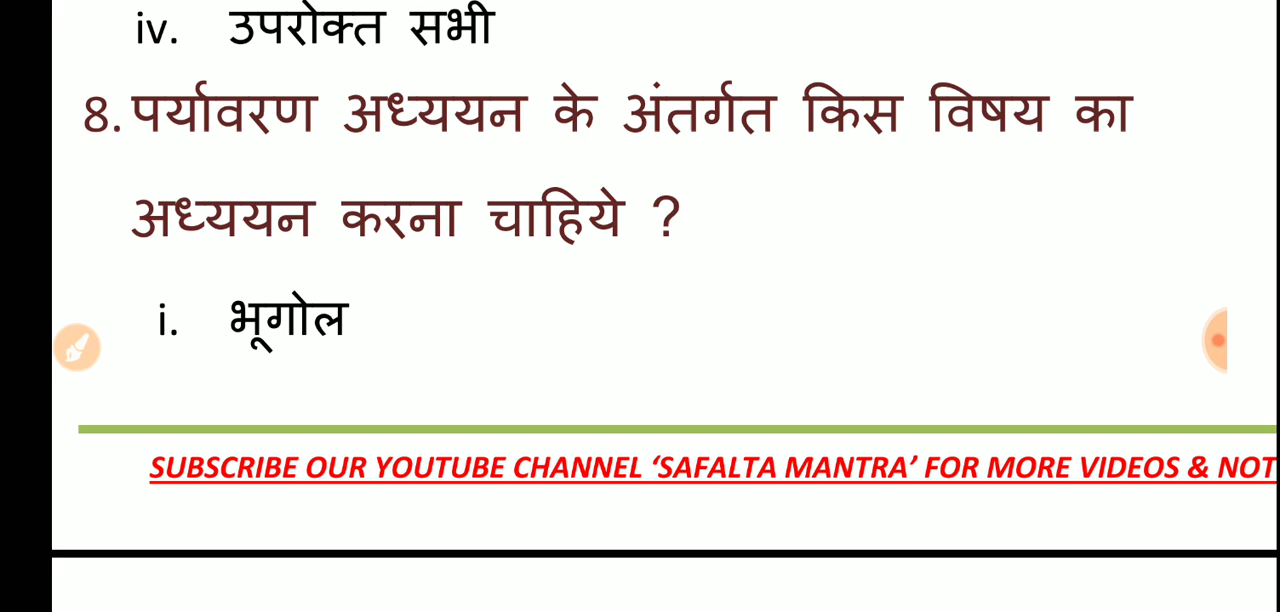 iv. उपरोक्त सभी
8. पर्यावरण अध्ययन के अंतर्गत किस विषय का
अध्ययन करना चाहिये ?
i. भूगोल
SUBSCRIBE OUR YOUTUBE CHANNEL ‘SAFALTA MANTRA’ FOR MORE VIDEOS & NOT